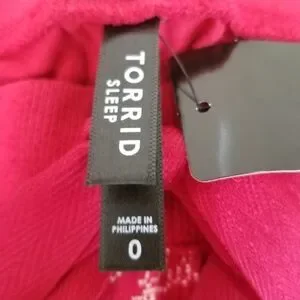 TORRID
SLEEP
MADE IN
PHILIPPINES
0